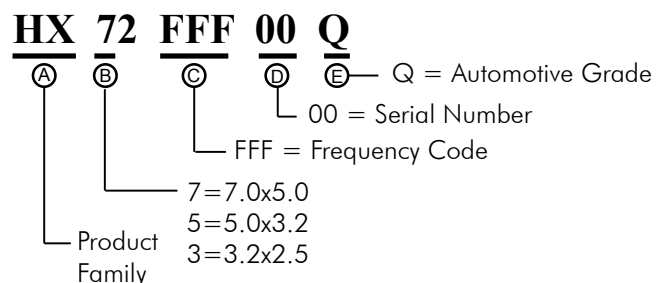 HX 72 FFF 00 Q
A B C D E Q = Automotive Grade
00 = Serial Number
FFF = Frequency Code
7=7.0x5.0
5=5.0x3.2
3=3.2x2.5
Product
Family